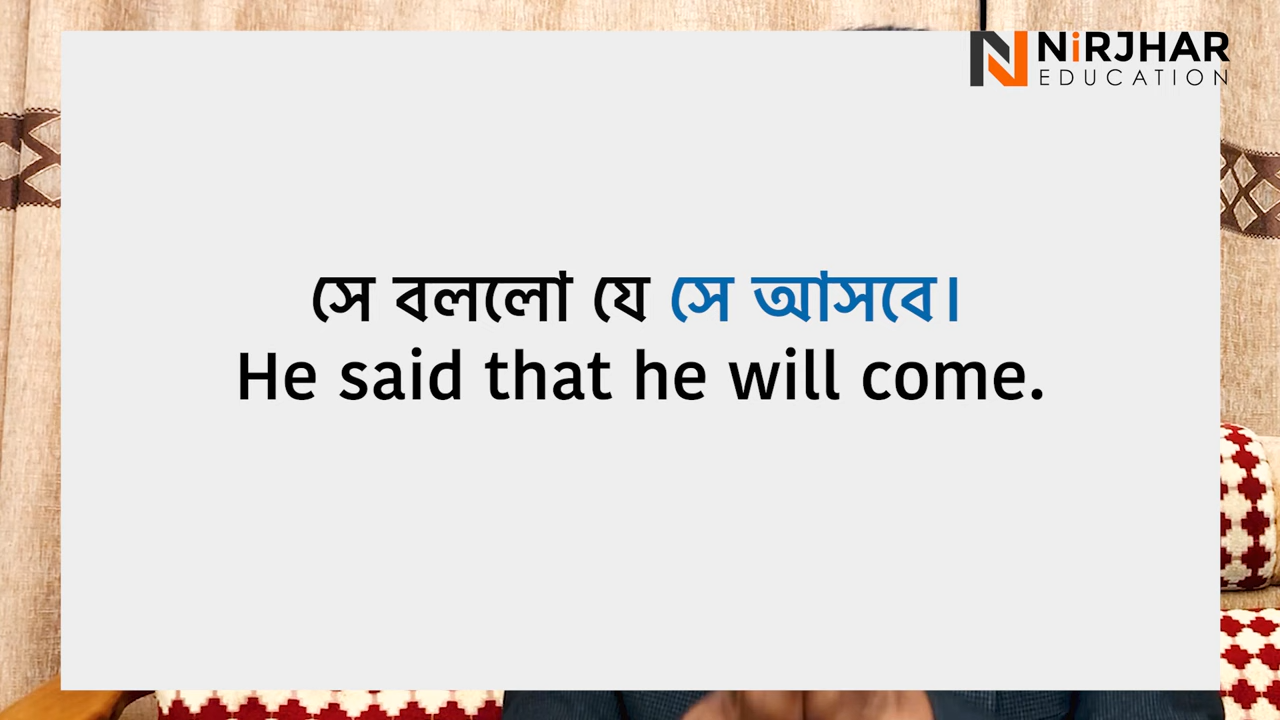 NiRJHAR
EDUCATION
সে বললো যে সে আসবে।
He said that he will come.